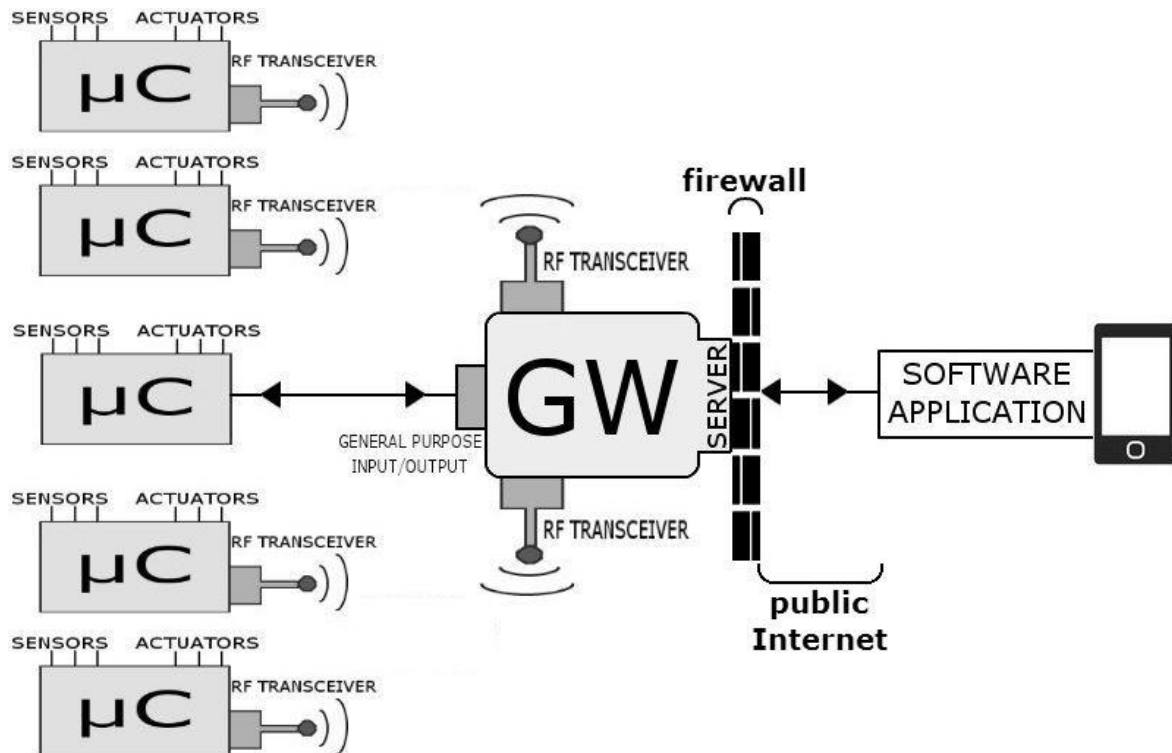 SENSORS ACTUATORS
RF TRANSCEIVER
µC
SENSORS ACTUATORS
RF TRANSCEIVER
µC
SENSORS ACTUATORS
µC
SENSORS ACTUATORS
RF TRANSCEIVER
µC
SENSORS ACTUATORS
RF TRANSCEIVER
µC
GENERAL PURPOSE
INPUT/OUTPUT
RF TRANSCEIVER
GW
SERVER
RF TRANSCEIVER
firewall
public
Internet
SOFTWARE
APPLICATION